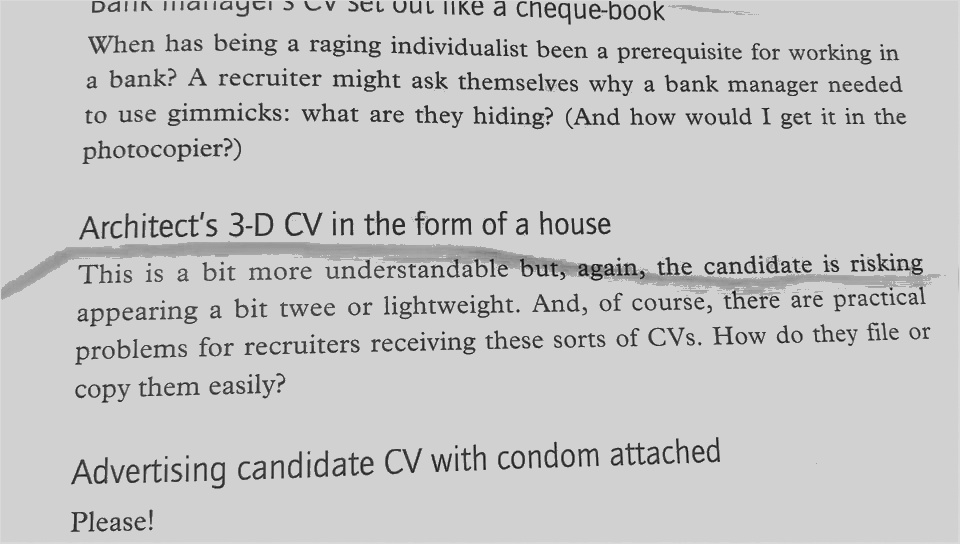 Bank manager's CV set out like a cheque-book
When has being a raging individualist been a prerequisite for working in
a bank? A recruiter might ask themselves why a bank manager needed
to use gimmicks: what are they hiding? (And how would I get it in the
photocopier?)
Architect's 3-D CV in the form of a house
This is a bit more understandable but, again, the candidate is risking
appearing a bit twee or lightweight. And, of course, there are practical
problems for recruiters receiving these sorts of CVs. How do they file or
copy them easily?
Advertising candidate CV with condom attached
Please!